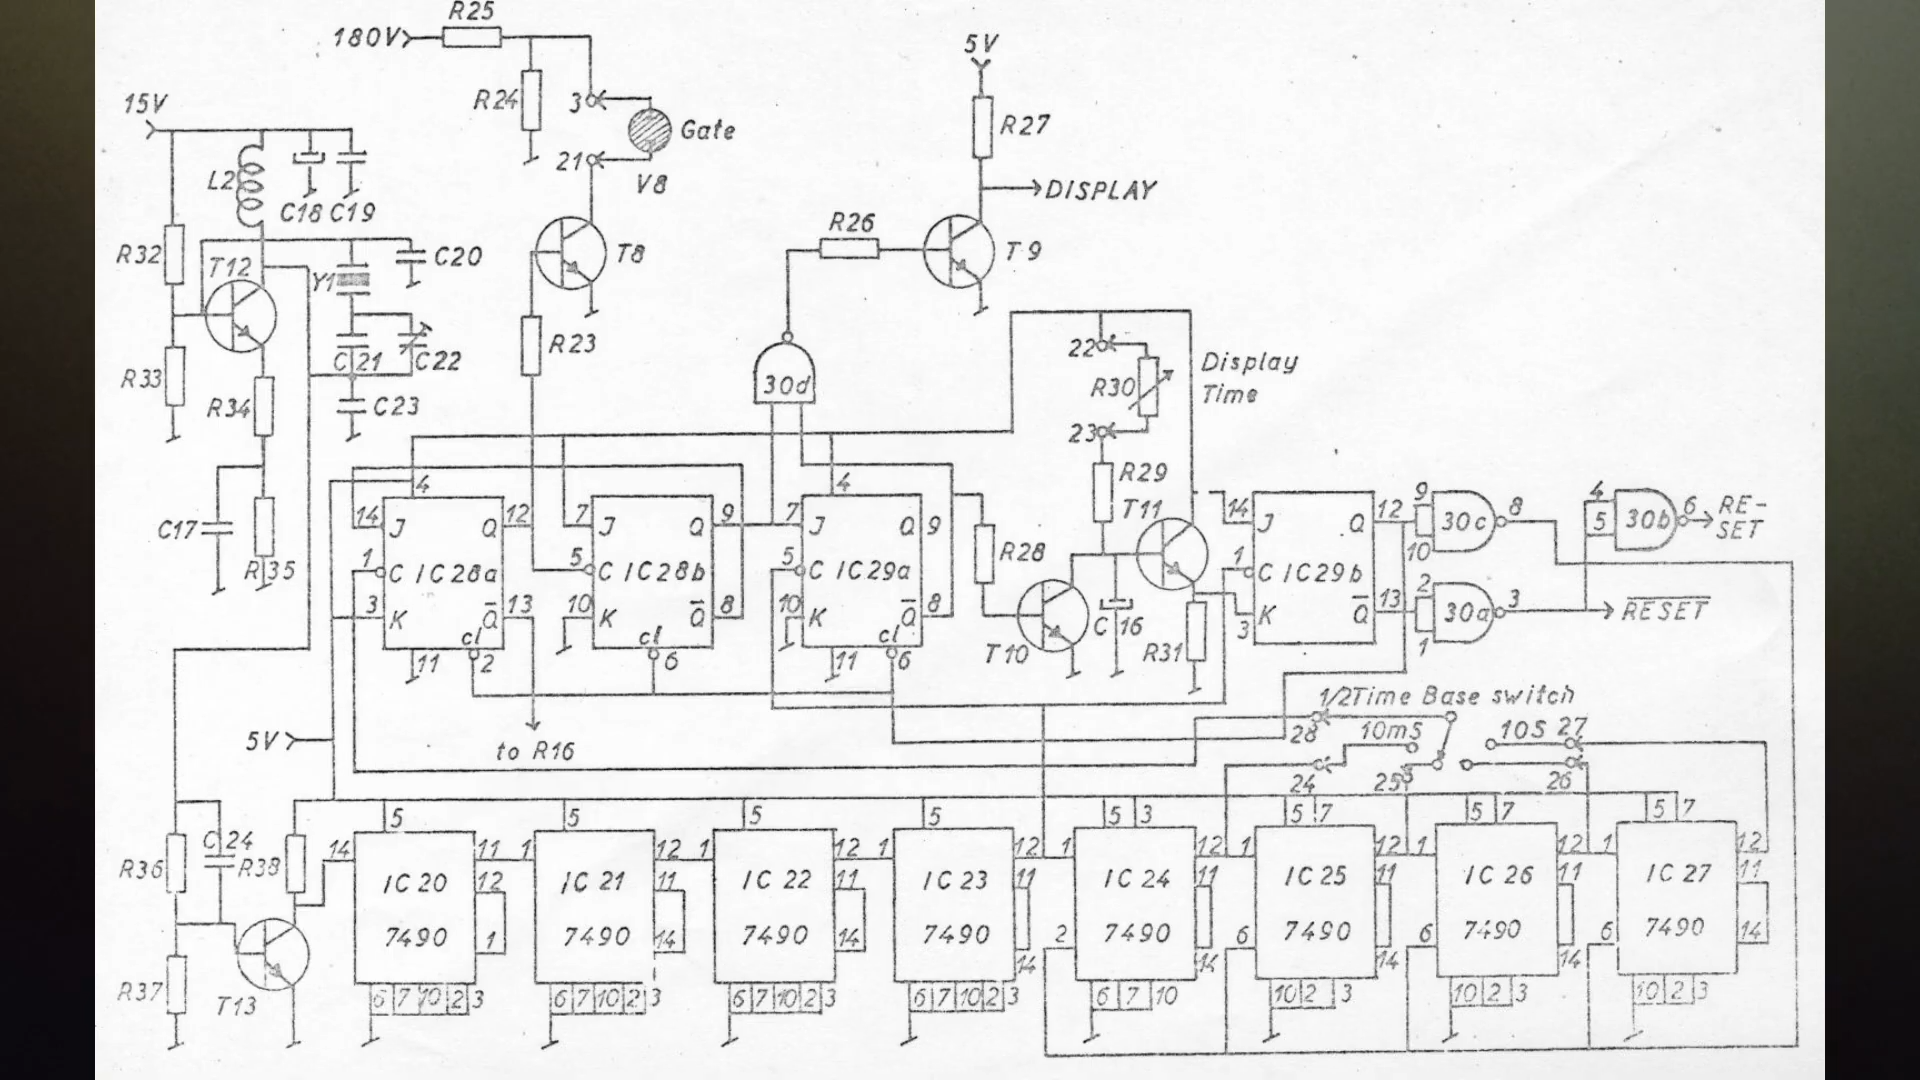 R25
180V
5V
15V
R24
3
Gate
R27
21
V8
DISPLAY
L2
C18 C19
R26
R32
T12
Y1
C20
T8
T9
R33
C21
C22
R23
22
Display
Time
30d
R30
R34
C23
23
4
4
R29
T11
C17
R35
14 J Q 12
7 J Q 9
7 J Q 9
R28
14 J Q 12
9
10
30c
8
4
5
30b
6
RE-
SET
1 C IC28a
5 C IC28b
5 C IC29a
1 C IC29b
3 K Q̅ 13
10 K Q̅ 8
10 K Q̅ 8
K Q̅ 13
3
2
1
30a
3
R̅E̅S̅E̅T̅
cl
11 2
cl
6
cl
11 6
T10
C16
R31
5V
to R16
1/2Time Base switch
28
10mS
10S 27
24
25
26
5
5
5
5
5 3
5 7
5 7
5 7
R36
C24
R38
14
IC 20
7490
11
12
1
1
IC 21
7490
12
11
14
1
IC 22
7490
12
11
14
1
IC 23
7490
12
11
14
1
2
IC 24
7490
12
11
14
1
6
IC 25
7490
12
11
14
1
6
IC 26
7490
12
11
14
1
6
IC 27
7490
12
11
14
R37
T13
6 7 10 2 3
6 7 10 2 3
6 7 10 2 3
6 7 10 2 3
6 7 10
10 2 3
10 2 3
10 2 3